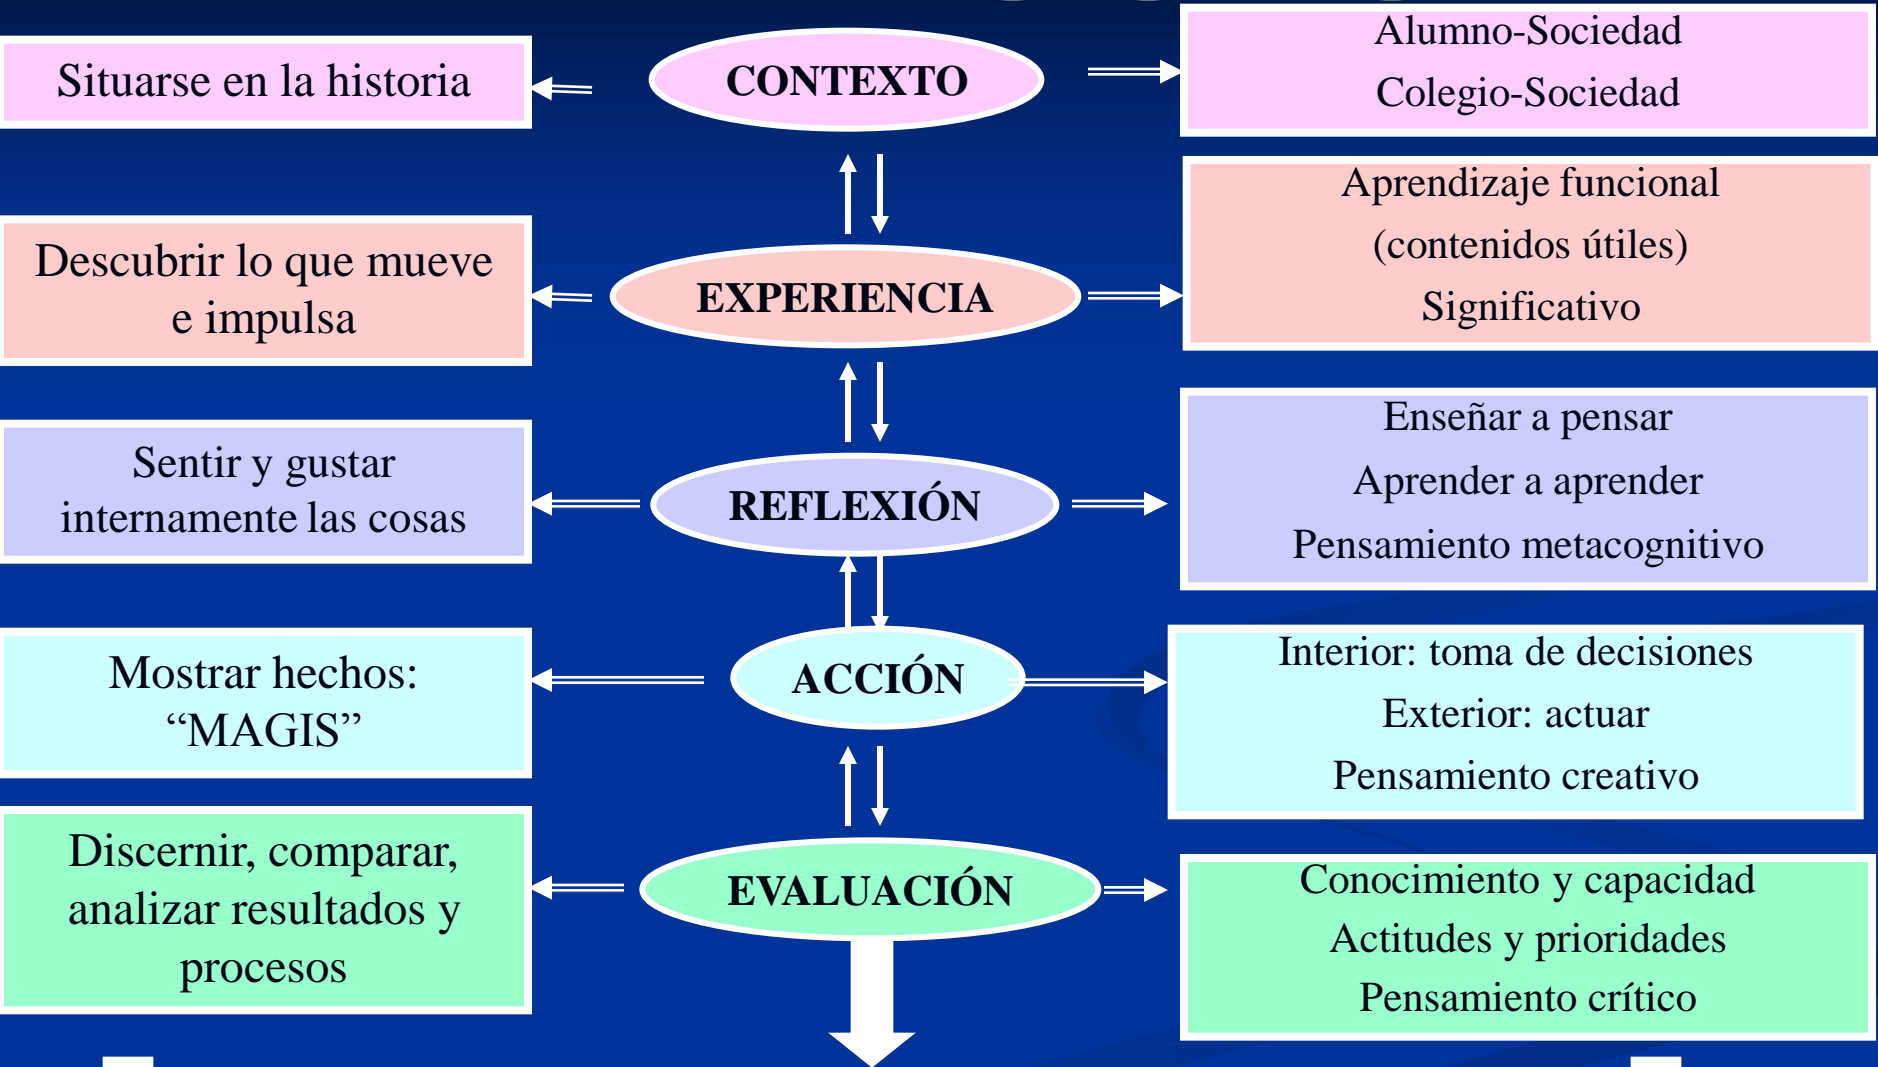 Situarse en la historia
CONTEXTO
Alumno-Sociedad
Colegio-Sociedad
Descubrir lo que mueve
e impulsa
EXPERIENCIA
Aprendizaje funcional
(contenidos útiles)
Significativo
Sentir y gustar
internamente las cosas
REFLEXIÓN
Enseñar a pensar
Aprender a aprender
Pensamiento metacognitivo
Mostrar hechos:
“MAGIS”
ACCIÓN
Interior: toma de decisiones
Exterior: actuar
Pensamiento creativo
Discernir, comparar,
analizar resultados y
procesos
EVALUACIÓN
Conocimiento y capacidad
Actitudes y prioridades
Pensamiento crítico